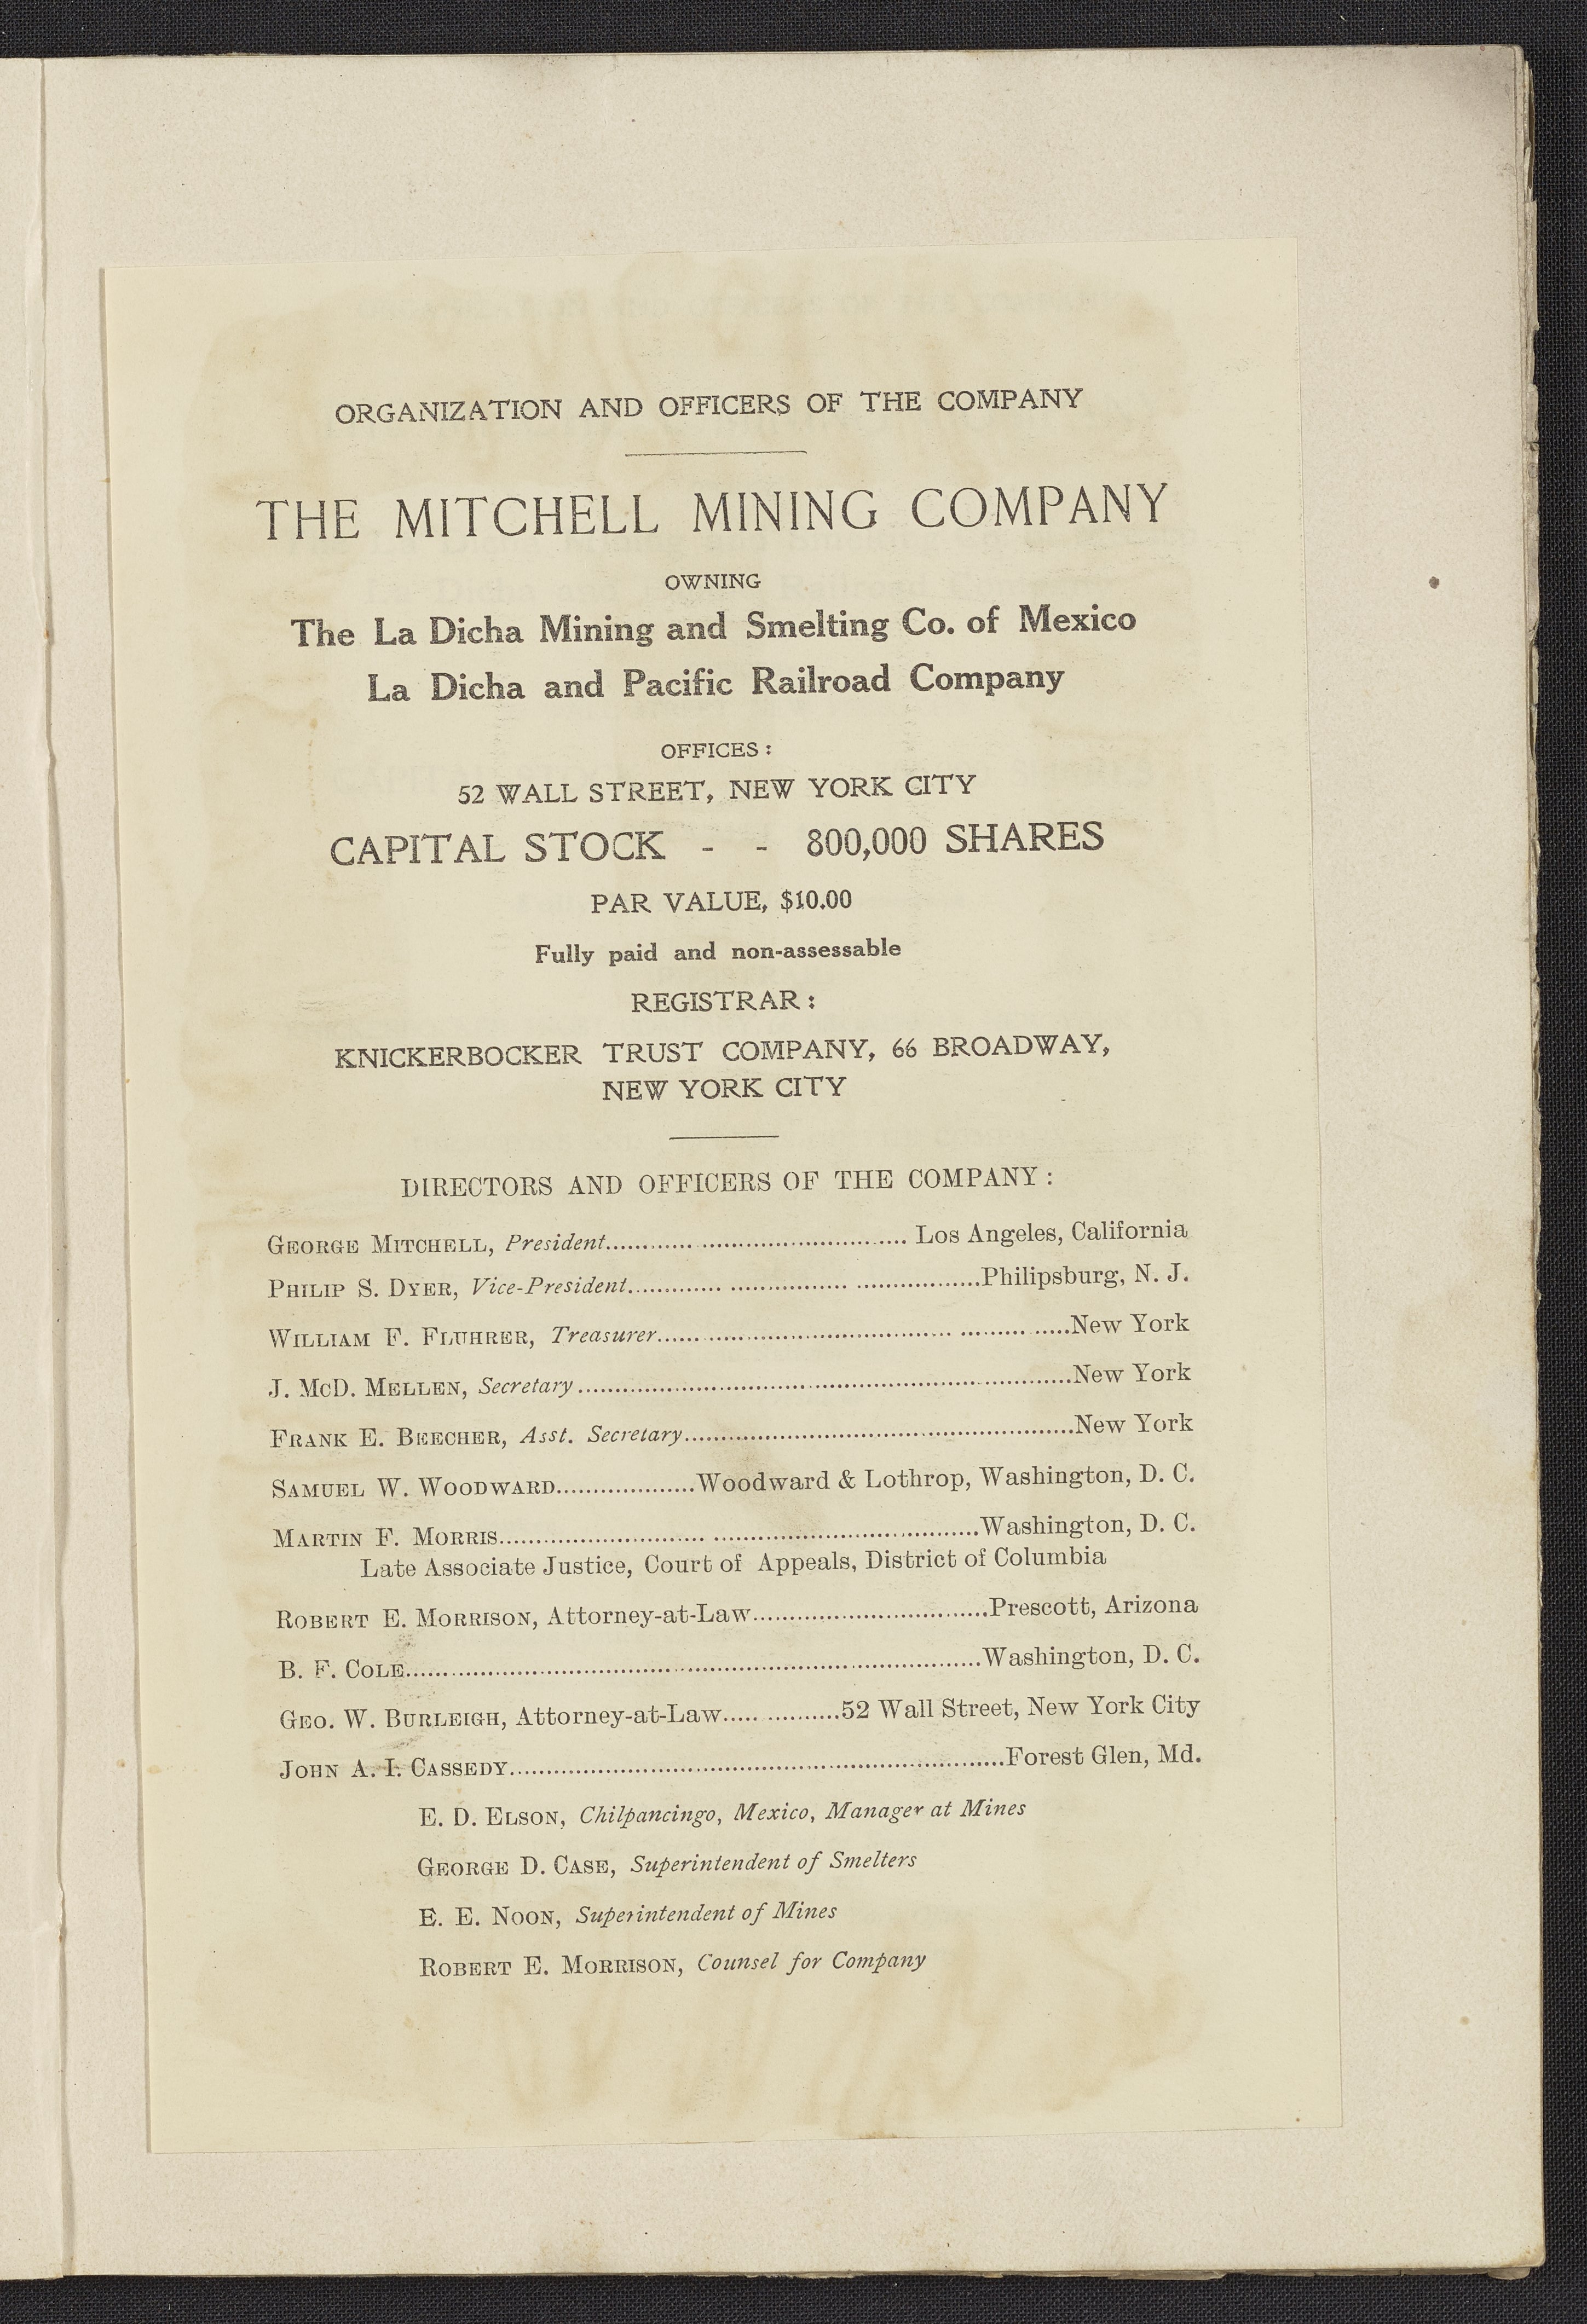 ORGANIZATION AND OFFICERS OF THE COMPANY
THE MITCHELL MINING COMPANY
OWNING
The La Dicha Mining and Smelting Co. of Mexico
La Dicha and Pacific Railroad Company
OFFICES:
52 WALL STREET, NEW YORK CITY
CAPITAL STOCK - - 800,000 SHARES
PAR VALUE, $10.00
Fully paid and non-assessable
REGISTRAR:
KNICKERBOCKER TRUST COMPANY, 66 BROADWAY,
NEW YORK CITY
DIRECTORS AND OFFICERS OF THE COMPANY:
GEORGE MITCHELL, President........................................ Los Angeles, California
PHILIP S. DYER, Vice-President.............................................Philipsburg, N. J.
WILLIAM F. FLUHRER, Treasurer.......................................................New York
J. McD. MELLEN, Secretary..................................................................New York
FRANK E. BEECHER, Asst. Secretary....................................................New York
SAMUEL W. WOODWARD...................Woodward & Lothrop, Washington, D. C.
MARTIN F. MORRIS................................................................Washington, D. C.
Late Associate Justice, Court of Appeals, District of Columbia
ROBERT E. MORRISON, Attorney-at-Law................................Prescott, Arizona
B. F. COLE..............................................................................Washington, D. C.
GEO. W. BURLEIGH, Attorney-at-Law...............52 Wall Street, New York City
JOHN A. I. CASSEDY..................................................................Forest Glen, Md.
E. D. ELSON, Chilpancingo, Mexico, Manager at Mines
GEORGE D. CASE, Superintendent of Smelters
E. E. NOON, Superintendent of Mines
ROBERT E. MORRISON, Counsel for Company